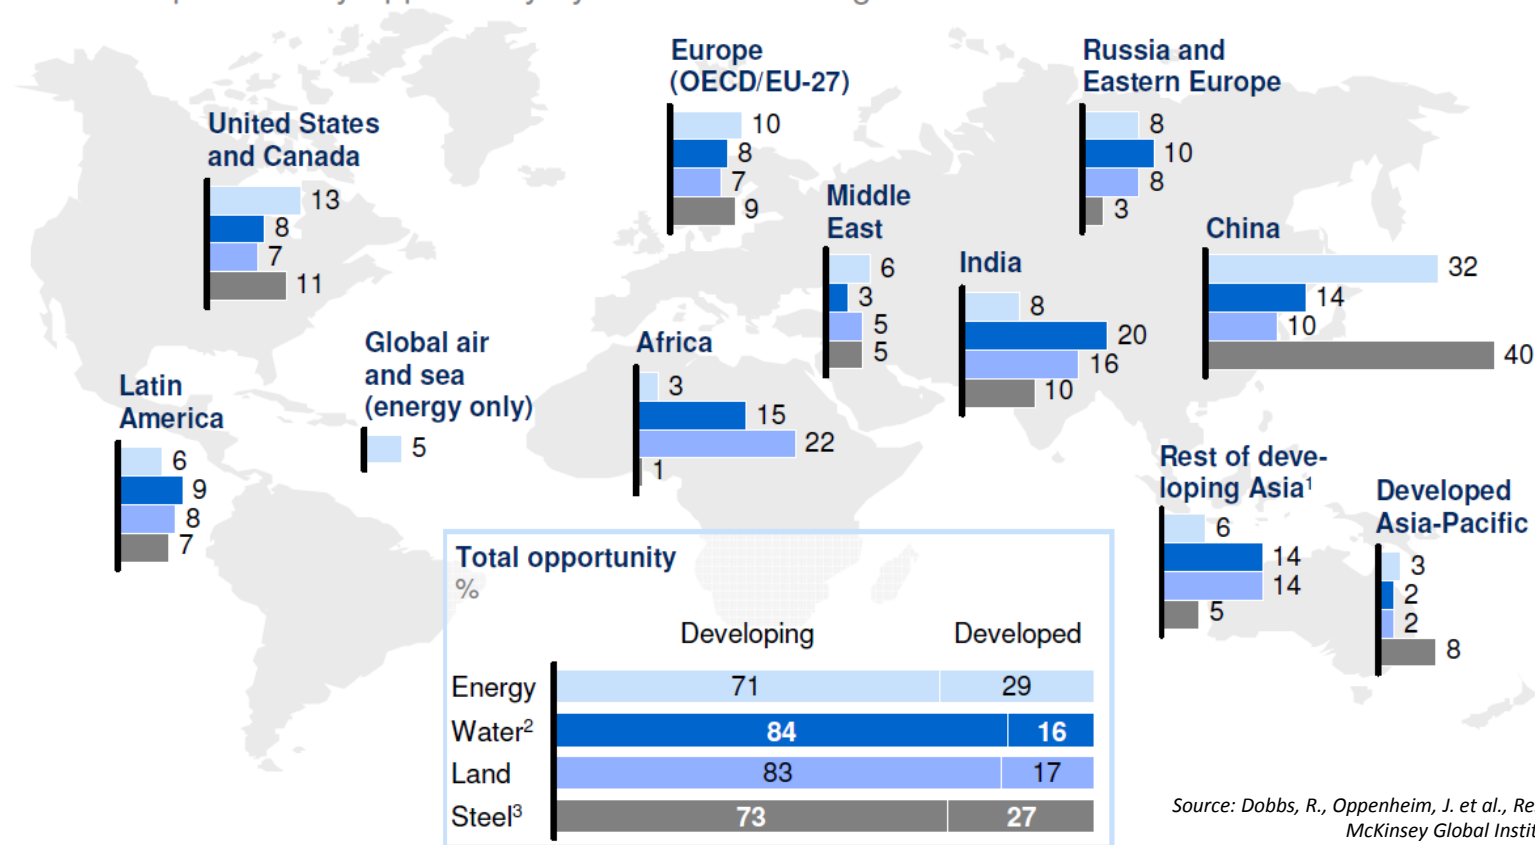 Europe
(OECD/EU-27)
10
8
7
9
Russia and
Eastern Europe
8
10
8
3
United States
and Canada
13
8
7
11
Middle
East
6
3
5
5
India
8
20
16
10
China
32
14
10
40
Global air
and sea
(energy only)
5
Africa
3
15
22
1
Latin
America
6
9
8
7
Rest of deve-
loping Asia¹
6
14
14
5
Developed
Asia-Pacific
3
2
2
8
Total opportunity
%
Developing Developed
Energy 71 29
Water² 84 16
Land 83 17
Steel³ 73 27
Source: Dobbs, R., Oppenheim, J. et al.,
McKinsey Global